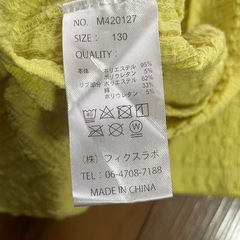 NO. M420127
SIZE: 130
QUALITY:
本体 ポリエステル 95%
ポリウレタン 5%
リブ部分 ポリエステル 62%
綿 33%
ポリウレタン 5%
(株) フィクスラボ
TEL 06-4708-7188
MADE IN CHINA